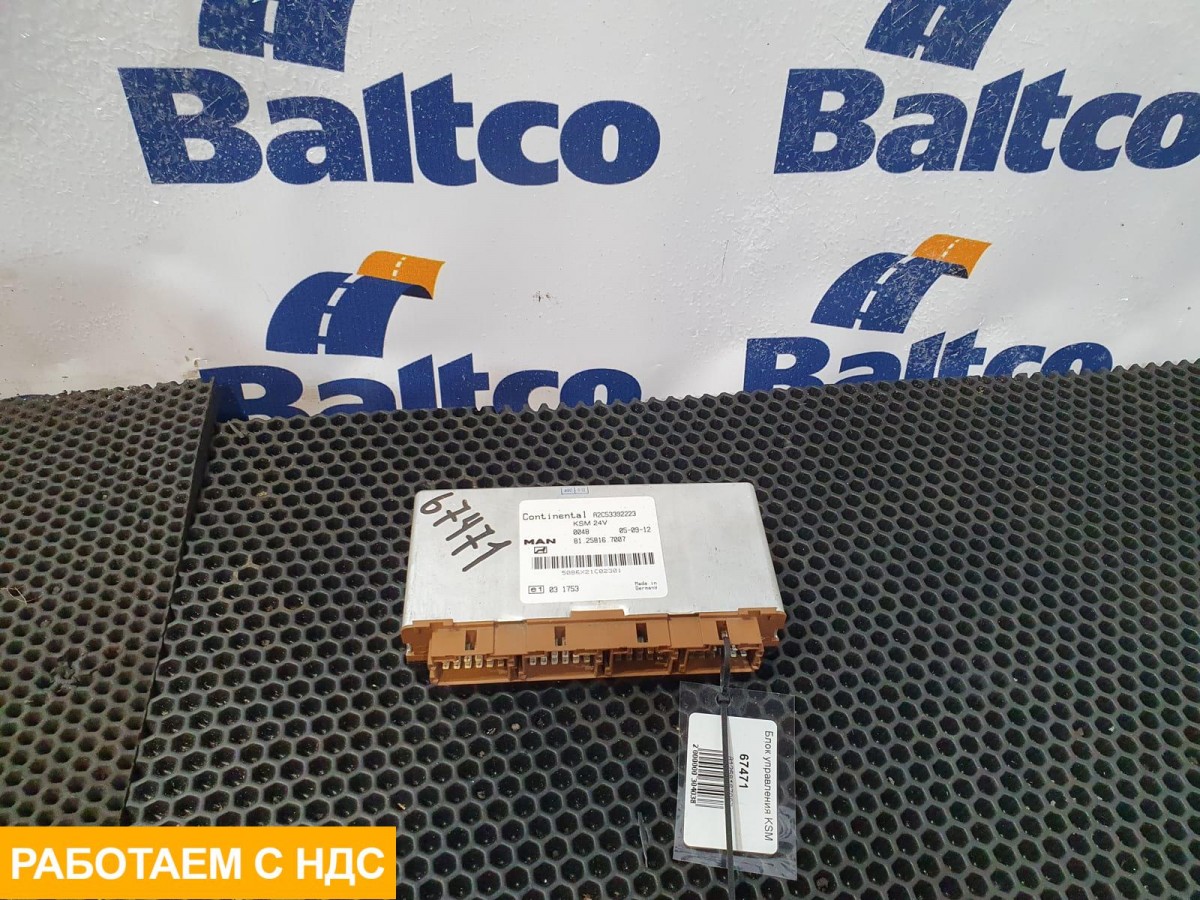 Baltco
Baltco
Baltco
Baltco
67471
Continental A2C53392223
KSM 24V
0048 05-09-12
MAN 81.25816.7007
e1 03 1753
Made in
Germany
Блок управления KSM
67471
РАБОТАЕМ С НДС